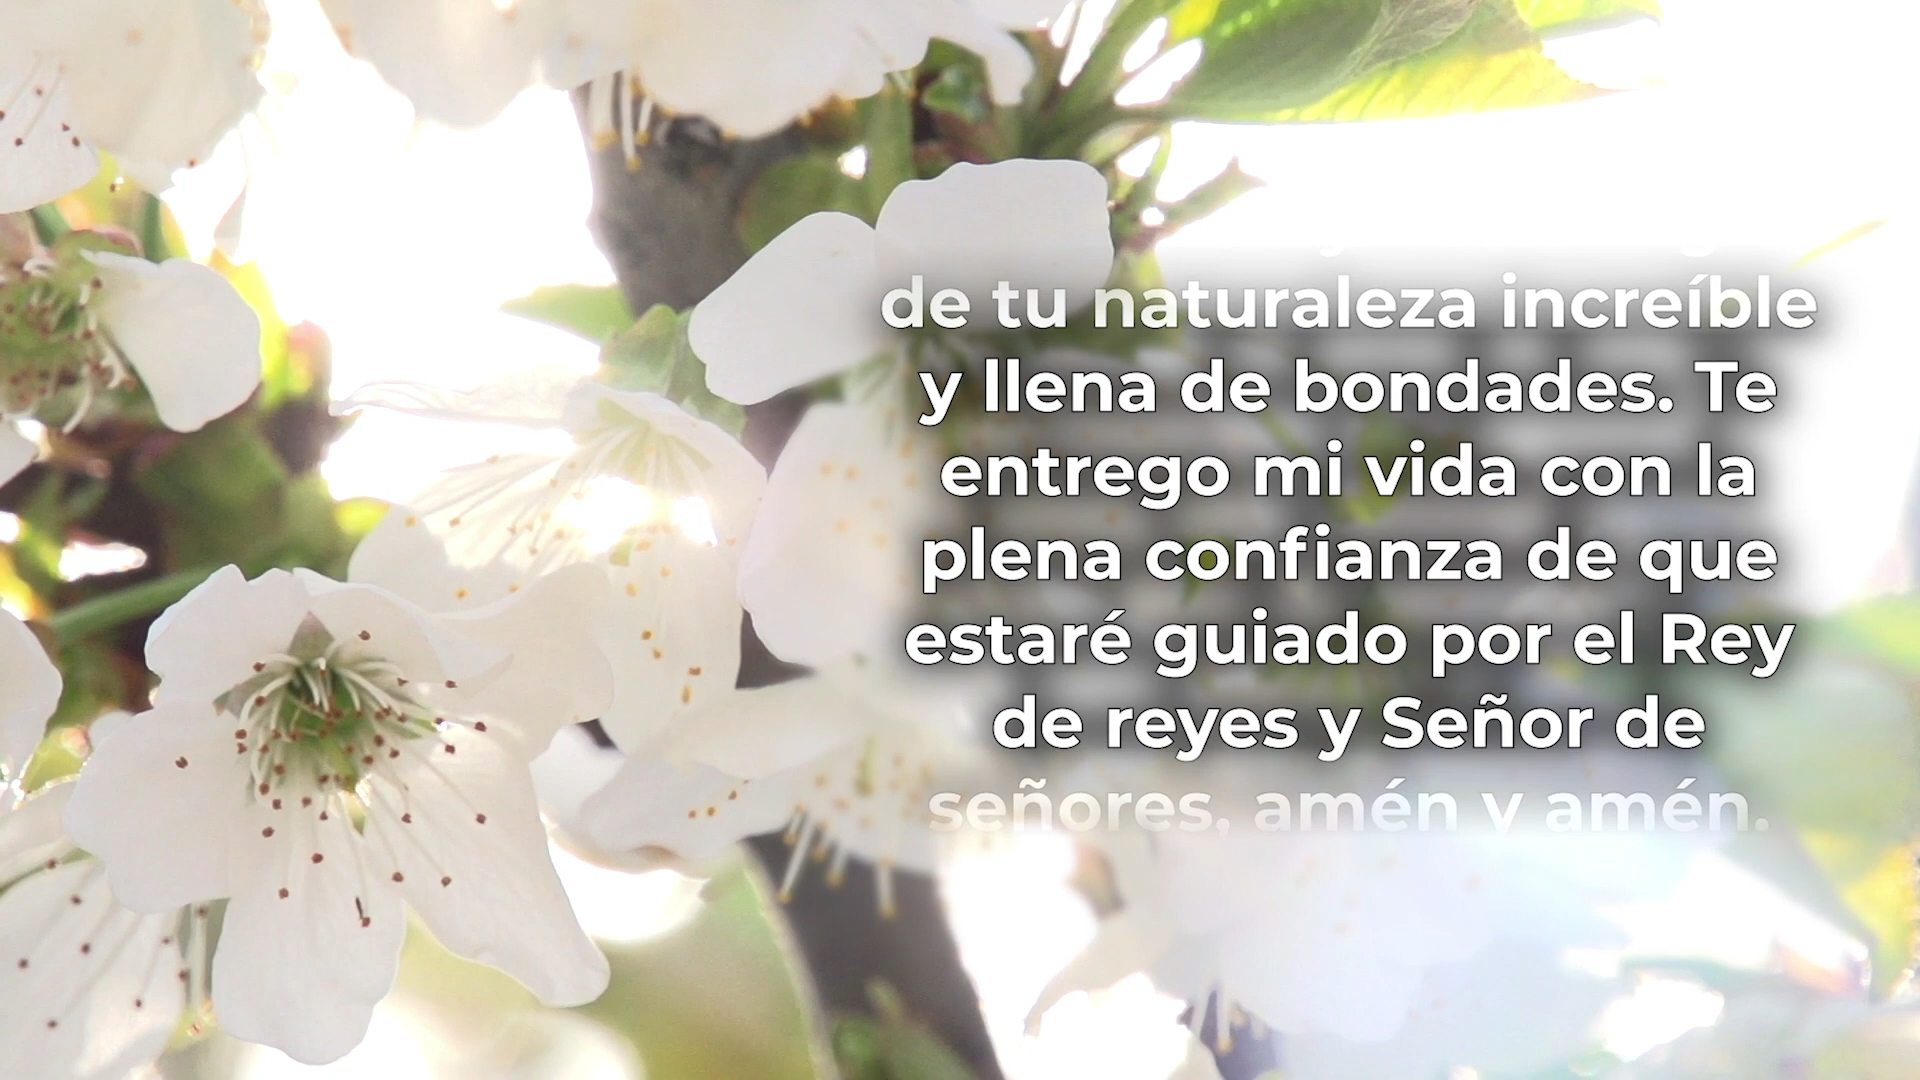 de tu naturaleza increíble
y llena de bondades. Te
entrego mi vida con la
plena confianza de que
estaré guiado por el Rey
de reyes y Señor de
señores, amén y amén.